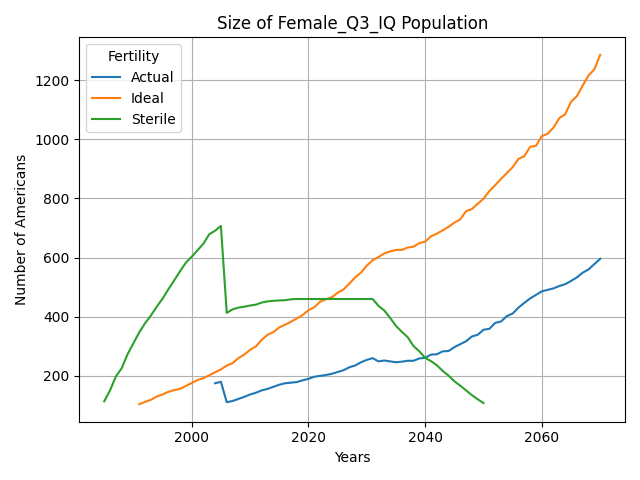 Size of Female_Q3_IQ Population
Fertility
Actual
Ideal
Sterile
Number of Americans
1200
1000
800
600
400
200
2000
2020
2040
2060
Years